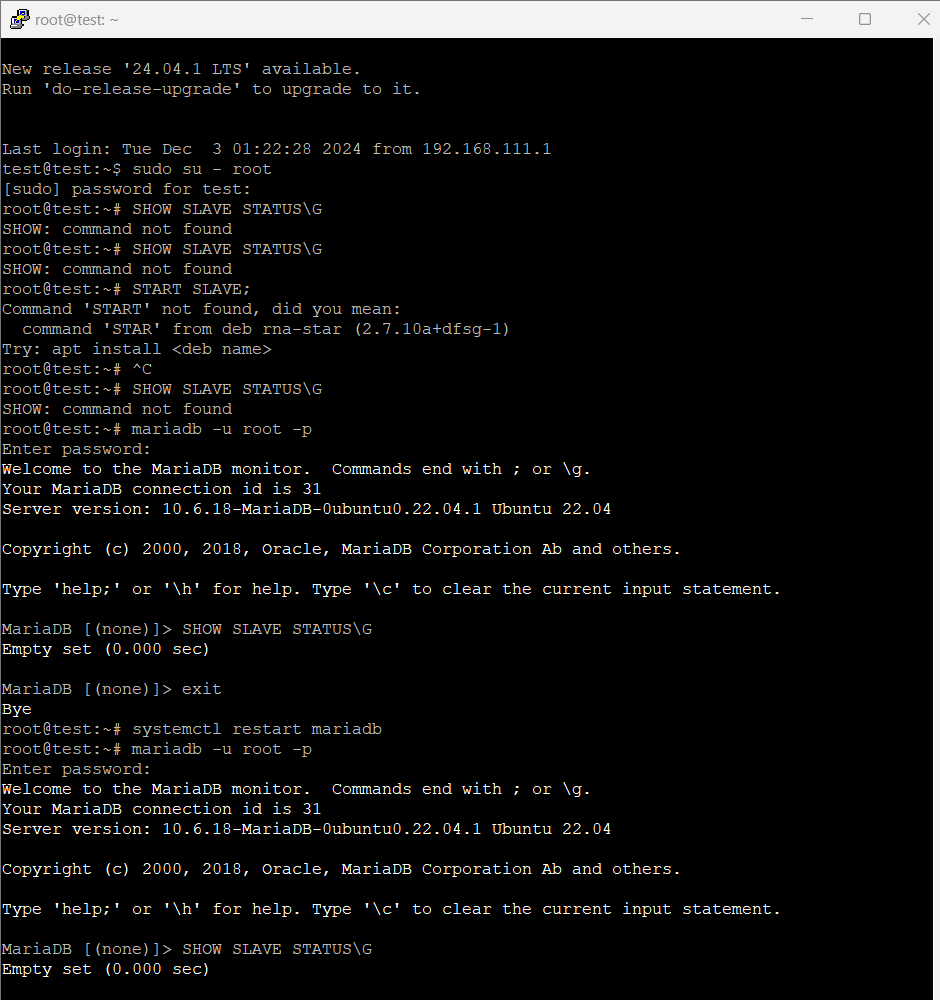 root@test: ~
New release '24.04.1 LTS' available.
Run 'do-release-upgrade' to upgrade to it.
Last login: Tue Dec  3 01:22:28 2024 from 192.168.111.1
test@test:~$ sudo su - root
[sudo] password for test:
root@test:~# SHOW SLAVE STATUS\G
SHOW: command not found
root@test:~# SHOW SLAVE STATUS\G
SHOW: command not found
root@test:~# START SLAVE;
Command 'START' not found, did you mean:
  command 'STAR' from deb rna-star (2.7.10a+dfsg-1)
Try: apt install <deb name>
root@test:~# ^C
root@test:~# SHOW SLAVE STATUS\G
SHOW: command not found
root@test:~# mariadb -u root -p
Enter password:
Welcome to the MariaDB monitor.  Commands end with ; or \g.
Your MariaDB connection id is 31
Server version: 10.6.18-MariaDB-0ubuntu0.22.04.1 Ubuntu 22.04
Copyright (c) 2000, 2018, Oracle, MariaDB Corporation Ab and others.
Type 'help;' or '\h' for help. Type '\c' to clear the current input statement.
MariaDB [(none)]> SHOW SLAVE STATUS\G
Empty set (0.000 sec)
MariaDB [(none)]> exit
Bye
root@test:~# systemctl restart mariadb
root@test:~# mariadb -u root -p
Enter password:
Welcome to the MariaDB monitor.  Commands end with ; or \g.
Your MariaDB connection id is 31
Server version: 10.6.18-MariaDB-0ubuntu0.22.04.1 Ubuntu 22.04
Copyright (c) 2000, 2018, Oracle, MariaDB Corporation Ab and others.
Type 'help;' or '\h' for help. Type '\c' to clear the current input statement.
MariaDB [(none)]> SHOW SLAVE STATUS\G
Empty set (0.000 sec)